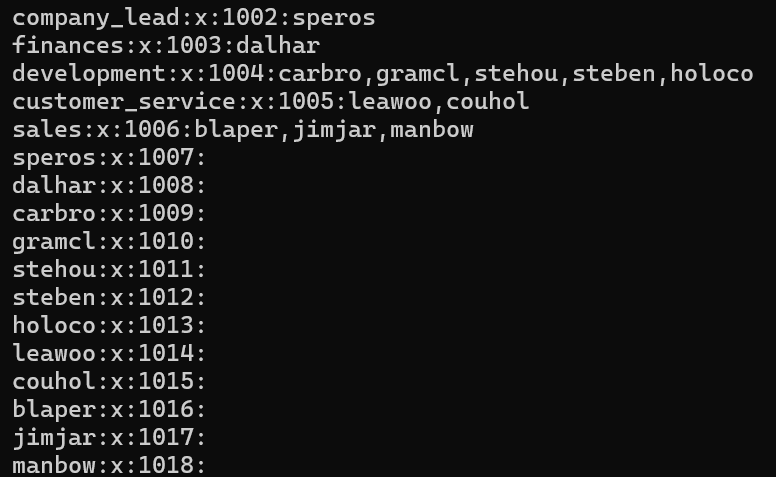 company_lead:x:1002:speros
finances:x:1003:dalhar
development:x:1004:carbro,gramcl,stehou,steben,holoco
customer_service:x:1005:leawoo,couhol
sales:x:1006:blaper,jimjar,manbow
speros:x:1007:
dalhar:x:1008:
carbro:x:1009:
gramcl:x:1010:
stehou:x:1011:
steben:x:1012:
holoco:x:1013:
leawoo:x:1014:
couhol:x:1015:
blaper:x:1016:
jimjar:x:1017:
manbow:x:1018: